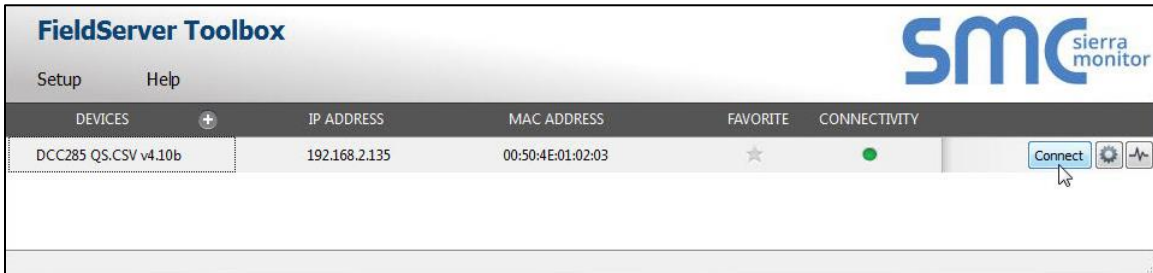 FieldServer Toolbox
SMC sierra monitor
Setup Help
DEVICES IP ADDRESS MAC ADDRESS FAVORITE CONNECTIVITY
DCC285 QS.CSV v4.10b 192.168.2.135 00:50:4E:01:02:03 Connect